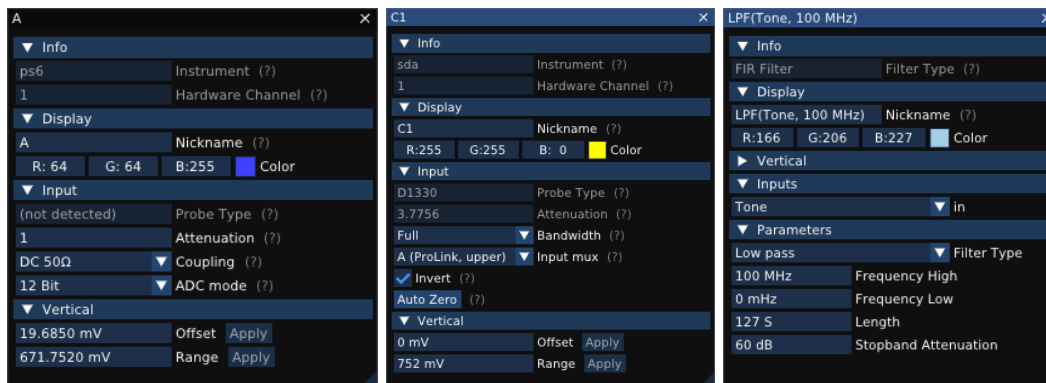 A
Info
ps6 Instrument (?)
1 Hardware Channel (?)
Display
A Nickname (?)
R: 64 G: 64 B:255 Color
Input
(not detected) Probe Type (?)
1 Attenuation (?)
DC 50Ω Coupling (?)
12 Bit ADC mode (?)
Vertical
19.6850 mV Offset Apply
671.7520 mV Range Apply
C1
Info
sda Instrument (?)
1 Hardware Channel (?)
Display
C1 Nickname (?)
R:255 G:255 B: 0 Color
Input
D1330 Probe Type (?)
3.7756 Attenuation (?)
Full Bandwidth (?)
A (ProLink, upper) Input mux (?)
Invert (?)
Auto Zero (?)
Vertical
0 mV Offset Apply
752 mV Range Apply
LPF(Tone, 100 MHz)
Info
FIR Filter Filter Type (?)
Display
LPF(Tone, 100 MHz) Nickname (?)
R:166 G:206 B:227 Color
Vertical
Inputs
Tone in
Parameters
Low pass Filter Type
100 MHz Frequency High
0 mHz Frequency Low
127 S Length
60 dB Stopband Attenuation